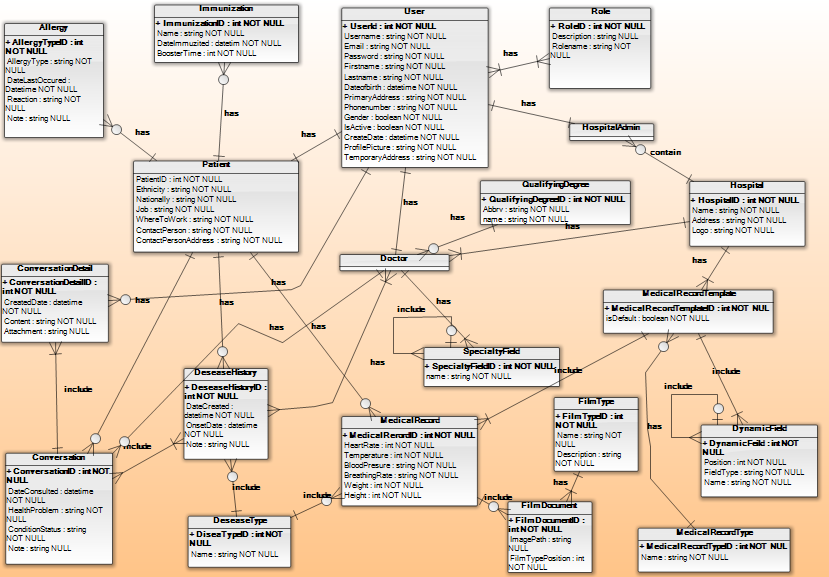 Allergy
+ AllergyTypeID : int
NOT NULL
AllergyType : string NOT
NULL
DateLastOccured :
Datetime NOT NULL
Reaction : string NOT
NULL
Note : string NULL
Immunization
+ ImmunizationID : int NOT NULL
Name : string NOT NULL
DateImmuzited : datetim NOT NULL
BoosterTime : int NOT NULL
User
+ UserId : int NOT NULL
Username : string NOT NULL
Email : string NOT NULL
Password : string NOT NULL
Firstname : string NOT NULL
Lastname : string NOT NULL
Dateofbirth : datetime NOT NULL
PrimaryAddress : string NOT NULL
Phonenumber : string NOT NULL
Gender : boolean NOT NULL
IsActive : boolean NOT NULL
CreateDate : datetime NOT NULL
ProfilePicture : string NOT NULL
TemporaryAddress : string NULL
Role
+ RoleID : int NOT NULL
Description : string NULL
Rolename : string NOT
NULL
has
has
has
has
has
HospitalAdmin
contain
Patient
PatientID : int NOT NULL
Ethnicity : string NOT NULL
Nationally : string NOT NULL
Job : string NOT NULL
WhereToWork : string NOT NULL
ContactPerson : string NOT NULL
ContactPersonAddress : string NOT NULL
QualifyingDegree
+ QualifyingDegreeID : int NOT NULL
Abbrv : string NULL
name : string NOT NULL
Hospital
+ HospitalID : int NOT NULL
Name : string NOT NULL
Address : string NOT NULL
Logo : string NOT NULL
has
has
has
Doctor
has
ConversationDetail
+ ConversationDetailID :
int NOT NULL
CreatedDate : datetime
NOT NULL
Content : string NOT NULL
Attachment : string NULL
has
has
has
has
has
include
has
MedicalRecordTemplate
+ MedicalRecordTemplateID : int NOT NULL
isDefault : boolean NOT NULL
SpecialtyField
+ SpecialtyFieldID : int NOT NULL
name : string NOT NULL
include
include
include
include
DeseaseHistory
+ DeseaseHistoryID :
int NOT NULL
DateCreated :
datetime NOT NULL
OnsetDate : datetime
NOT NULL
Note : string NULL
has
FilmType
+ FilmTypeID : int
NOT NULL
Name : string NOT
NULL
Description : string
NOT NULL
MedicalRecord
+ MedicalRerordID : int NOT NULL
HeartRate : int NOT NULL
Temperature : int NOT NULL
BloodPresure : string NOT NULL
BreathingRate : string NOT NULL
Weight : int NOT NULL
Height : int NOT NULL
DynamicField
+ DynamicFeild : int NOT
NULL
Position : int NOT NULL
FieldType : string NOT NULL
Name : string NOT NULL
has
include
Conversation
+ ConversationID : int NOT
NULL
DateConsulted : datetime
NOT NULL
HealthProblem : string NOT
NULL
ConditionStatus : string
NOT NULL
Note : string NULL
include
include
include
has
DeseaseType
+ DiseaTypeID : int NOT
NULL
Name : string NOT NULL
FilmDocument
+ FilmDocumentID :
int NOT NULL
ImagePath : string
NULL
FilmTypePosition : int
NOT NULL
MedicalRecordType
+ MedicalRecordTypeID : int NOT NULL
Name : string NOT NULL